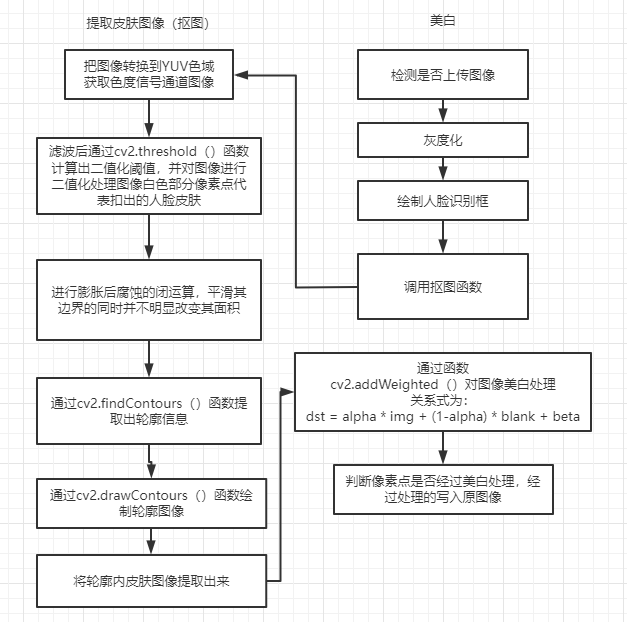 提取皮肤图像（抠图）
把图像转换到YUV色域
获取色度信号通道图像
滤波后通过cv2.threshold（）函数
计算出二值化阈值，并对图像进行
二值化处理图像白色部分像素点代
表扣出的人脸皮肤
进行膨胀后腐蚀的闭运算，平滑其
边界的同时并不明显改变其面积
通过cv2.findContours（）函数提
取出轮廓信息
通过cv2.drawContours（）函数绘
制轮廓图像
将轮廓内皮肤图像提取出来
美白
检测是否上传图像
灰度化
绘制人脸识别框
调用抠图函数
通过函数
cv2.addWeighted（）对图像美白处理
关系式为：
dst = alpha * img + (1-alpha) * blank + beta
判断像素点是否经过美白处理，经
过处理的写入原图像